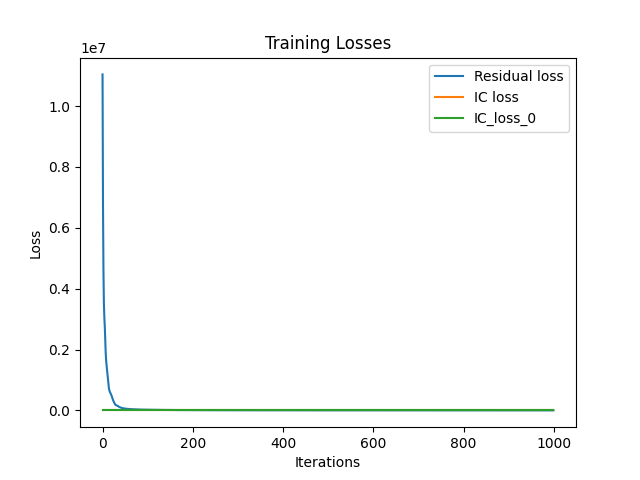 Training Losses
1e7
Residual loss
IC loss
IC_loss_0
1.0
0.8
0.6
0.4
0.2
0.0
Loss
0 200 400 600 800 1000
Iterations